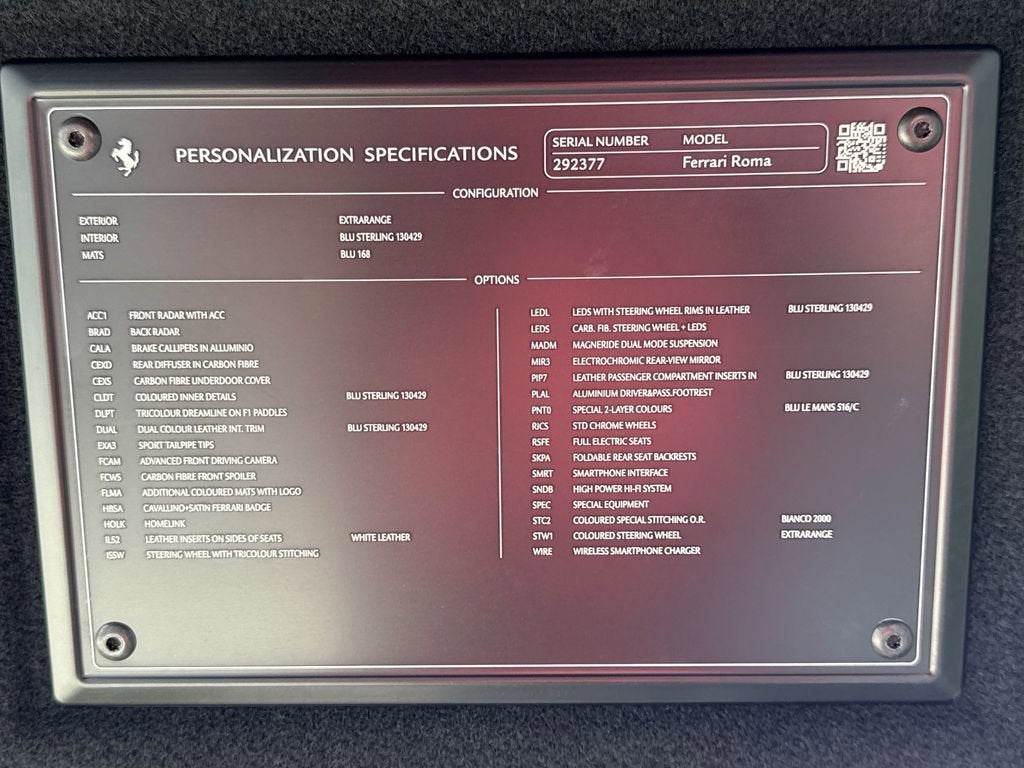 PERSONALIZATION SPECIFICATIONS
SERIAL NUMBER MODEL
292377 Ferrari Roma
CONFIGURATION
EXTERIOR EXTRARANGE
INTERIOR BLU STERLING 130429
MATS BLU 168
OPTIONS
ACC1 FRONT RADAR WITH ACC
BRAD BACK RADAR
CALA BRAKE CALLIPERS IN ALLUMINIO
CEXD REAR DIFFUSER IN CARBON FIBRE
CEXS CARBON FIBRE UNDERDOOR COVER
CLDT COLOURED INNER DETAILS BLU STERLING 130429
DLPT TRICOLOUR DREAMLINE ON F1 PADDLES
DUAL DUAL COLOUR LEATHER INT. TRIM BLU STERLING 130429
EXA3 SPORT TAILPIPE TIPS
FCAM ADVANCED FRONT DRIVING CAMERA
FCWS CARBON FIBRE FRONT SPOILER
FLMA ADDITIONAL COLOURED MATS WITH LOGO
HBSA CAVALLINO+SATIN FERRARI BADGE
HOLK HOMELINK
ILS2 LEATHER INSERTS ON SIDES OF SEATS WHITE LEATHER
ISSW STEERING WHEEL WITH TRICOLOUR STITCHING
LEDL LEDS WITH STEERING WHEEL RIMS IN LEATHER BLU STERLING 130429
LEDS CARB. FIB. STEERING WHEEL + LEDS
MADM MAGNERIDE DUAL MODE SUSPENSION
MIR3 ELECTROCHROMIC REAR-VIEW MIRROR
PIP7 LEATHER PASSENGER COMPARTMENT INSERTS IN BLU STERLING 130429
PLAL ALUMINIUM DRIVER&PASS.FOOTREST
PNT0 SPECIAL 2-LAYER COLOURS BLU LE MANS 516/C
RICS STD CHROME WHEELS
RSFE FULL ELECTRIC SEATS
SKPA FOLDABLE REAR SEAT BACKRESTS
SMRT SMARTPHONE INTERFACE
SNDB HIGH POWER HI-FI SYSTEM
SPEC SPECIAL EQUIPMENT
STC2 COLOURED SPECIAL STITCHING O.R. BIANCO 2000
STW1 COLOURED STEERING WHEEL EXTRARANGE
WIRE WIRELESS SMARTPHONE CHARGER